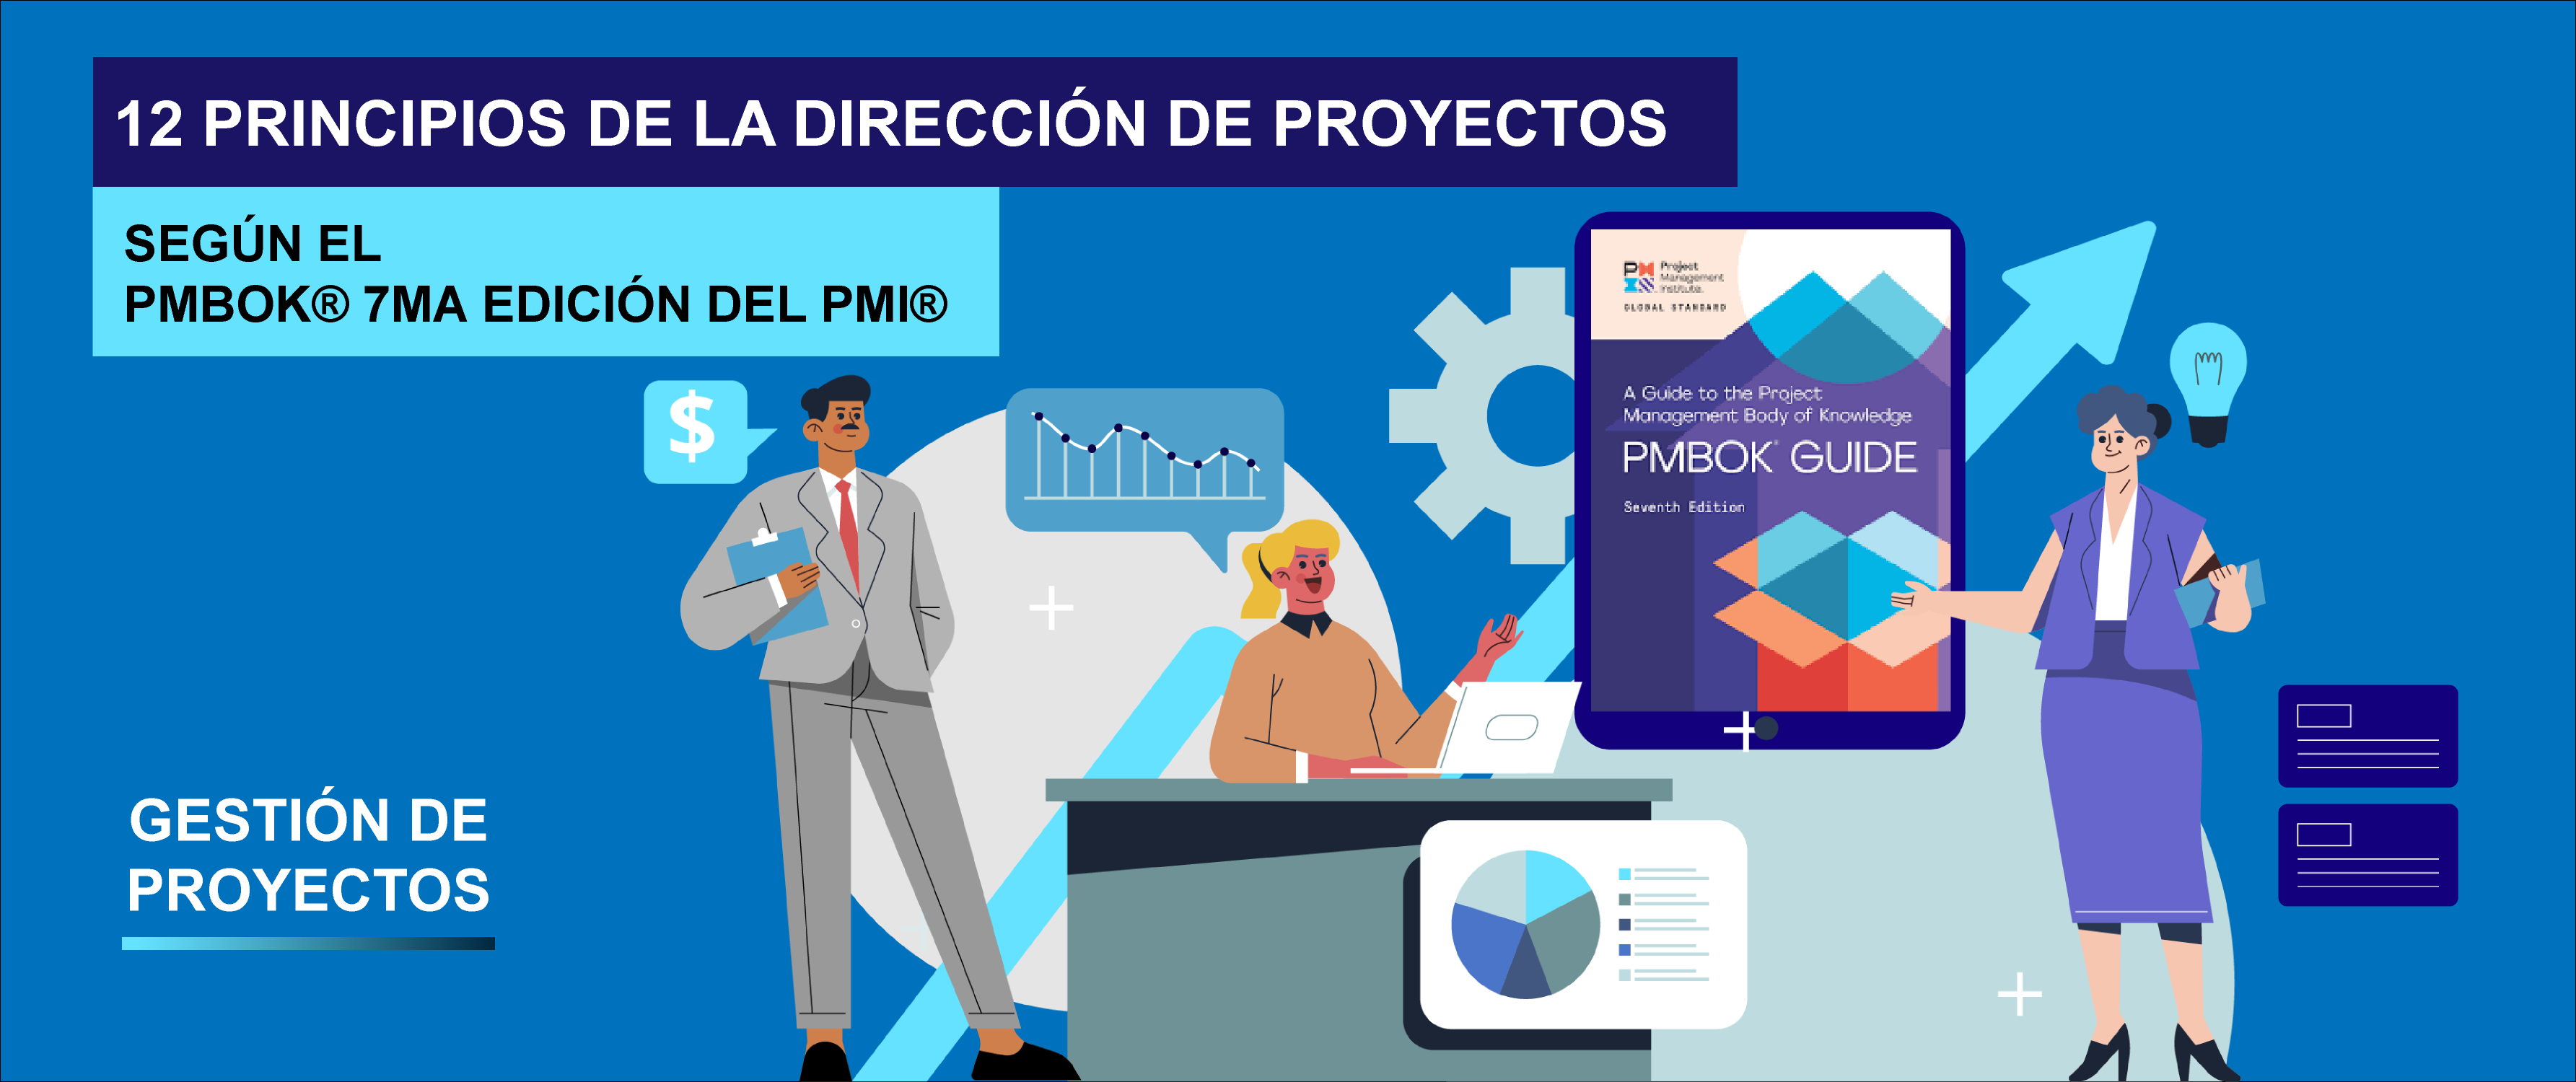 12 PRINCIPIOS DE LA DIRECCIÓN DE PROYECTOS
SEGÚN EL
PMBOK® 7MA EDICIÓN DEL PMI®
$
Project
Management
Institute.
GLOBAL STANDARD
A Guide to the Project
Management Body of Knowledge
PMBOK® GUIDE
Seventh Edition
GESTIÓN DE
PROYECTOS